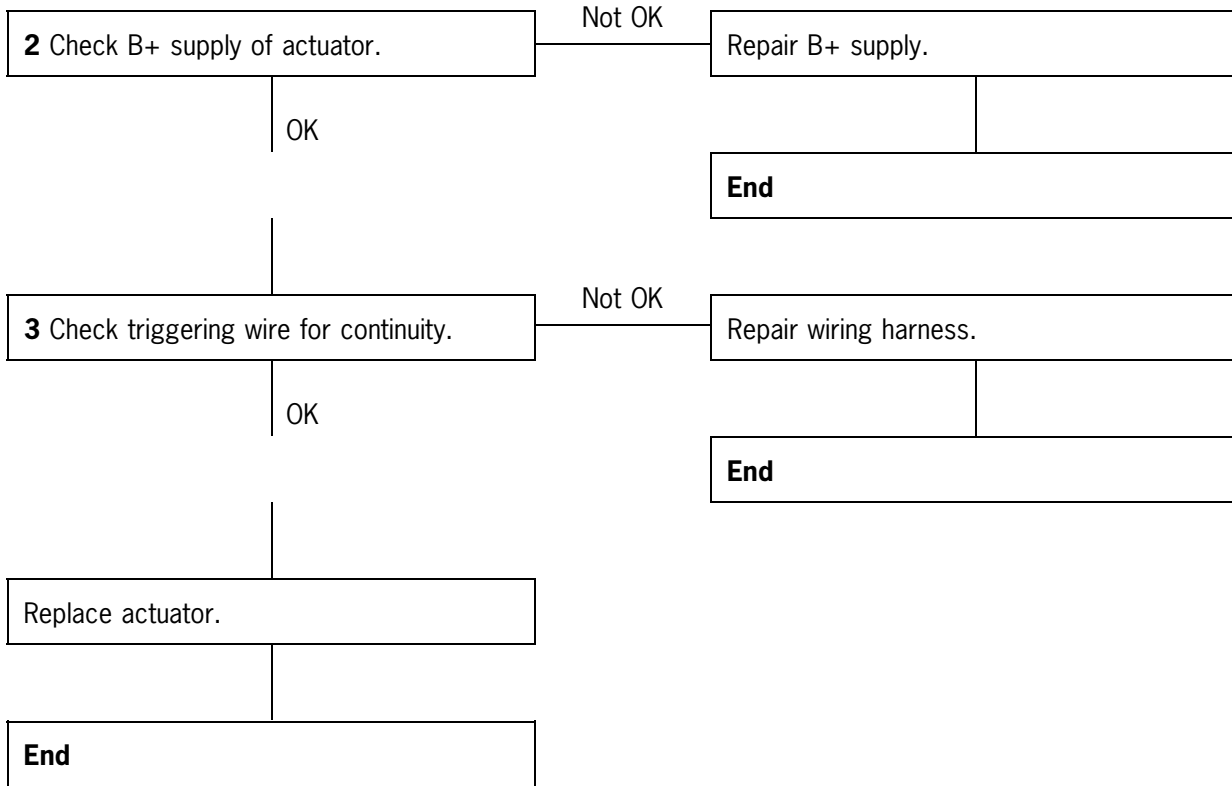 Not OK
2 Check B+ supply of actuator.
Repair B+ supply.
OK
End
Not OK
3 Check triggering wire for continuity.
Repair wiring harness.
OK
End
Replace actuator.
End